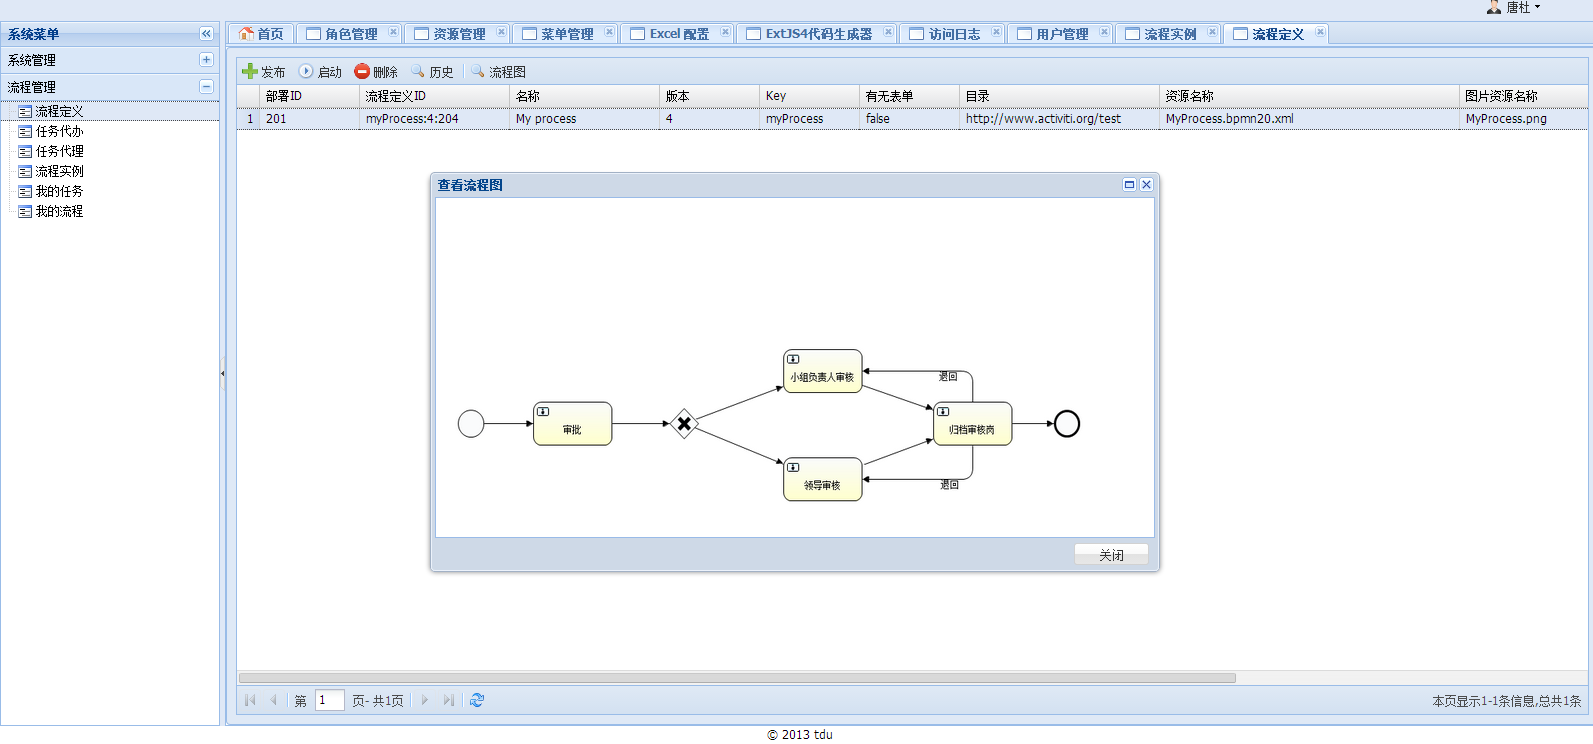 唐杜
系统菜单
首页 角色管理 资源管理 菜单管理 Excel 配置 ExtJS4代码生成器 访问日志 用户管理 流程实例 流程定义
系统管理
流程管理
流程定义
任务代办
任务代理
流程实例
我的任务
我的流程
发布 启动 删除 历史 流程图
部署ID 流程定义ID 名称 版本 Key 有无表单 目录 资源名称 图片资源名称
1 201 myProcess:4:204 My process 4 myProcess false http://www.activiti.org/test MyProcess.bpmn20.xml MyProcess.png
查看流程图
小组负责人审核
退回
审批
归档审核岗
领导审核
退回
关闭
第 1 页- 共1页
本页显示1-1条信息,总共1条
© 2013 tdu